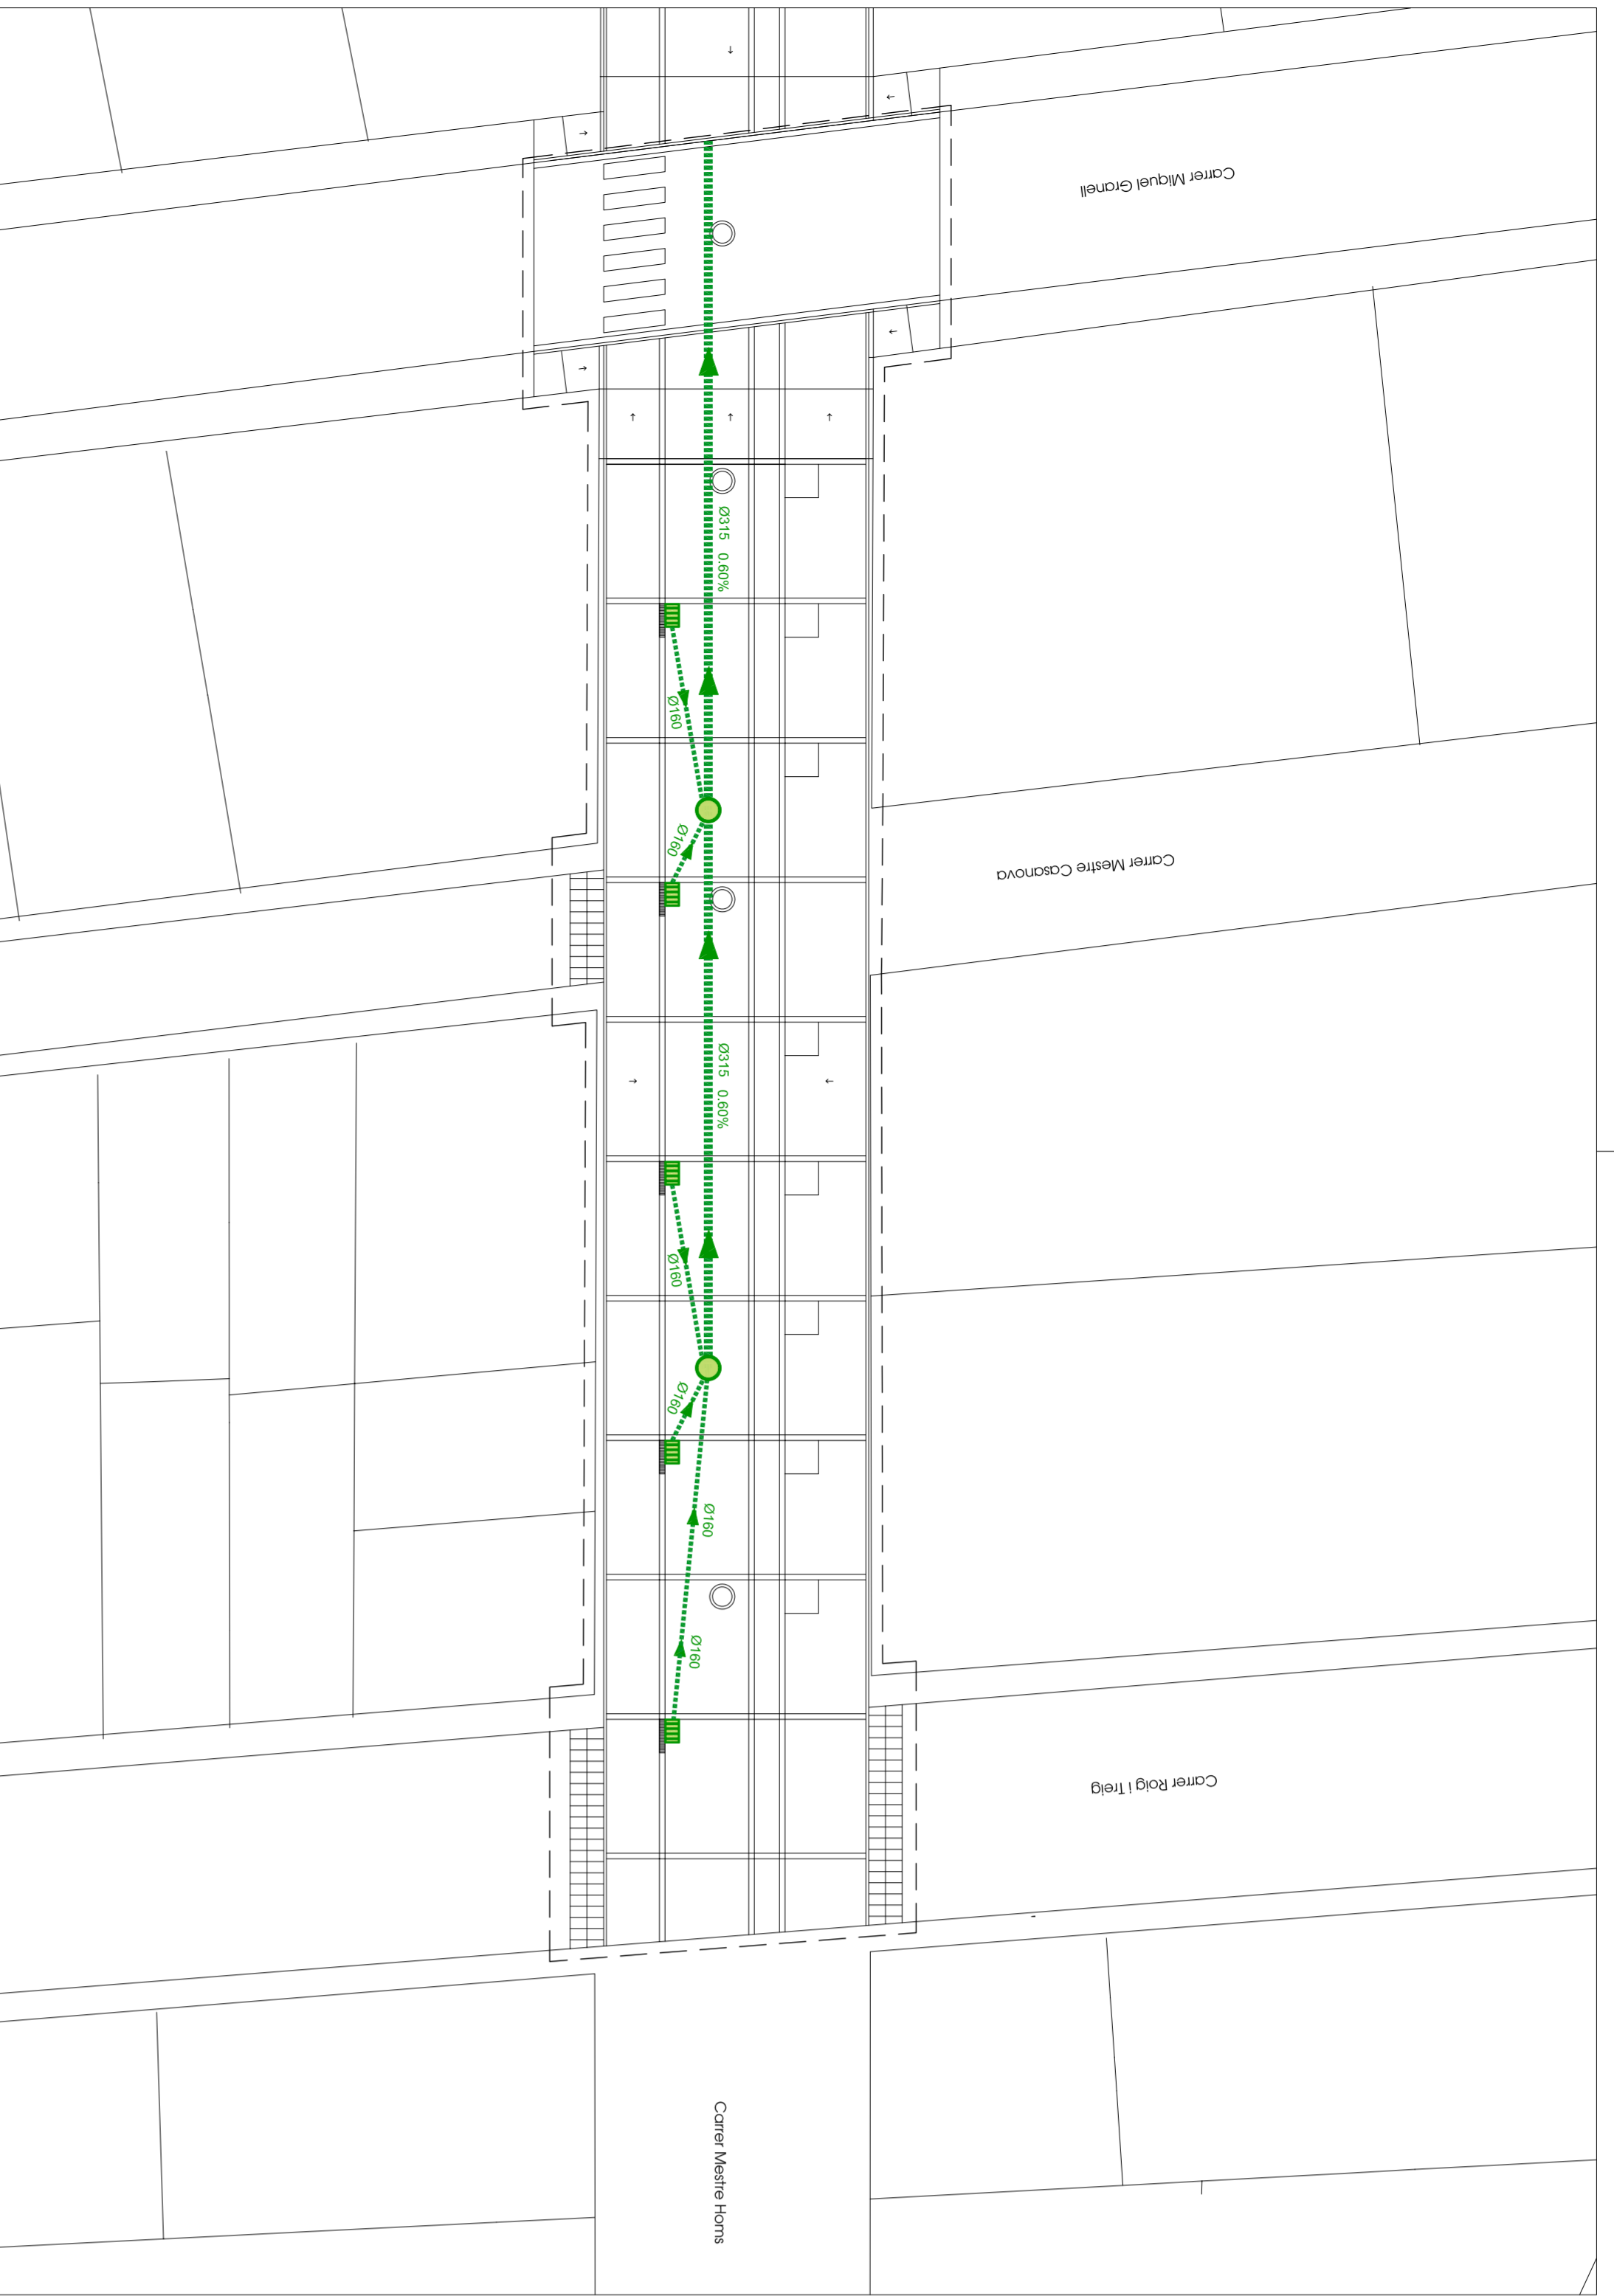 Carrer Miquel Granell
Ø315 0.60%
Ø160
Ø160
Carrer Mestre Casanova
Ø315 0.60%
Ø160
Ø160
Ø160
Ø160
Carrer Roig i Treig
Carrer Mestre Homs